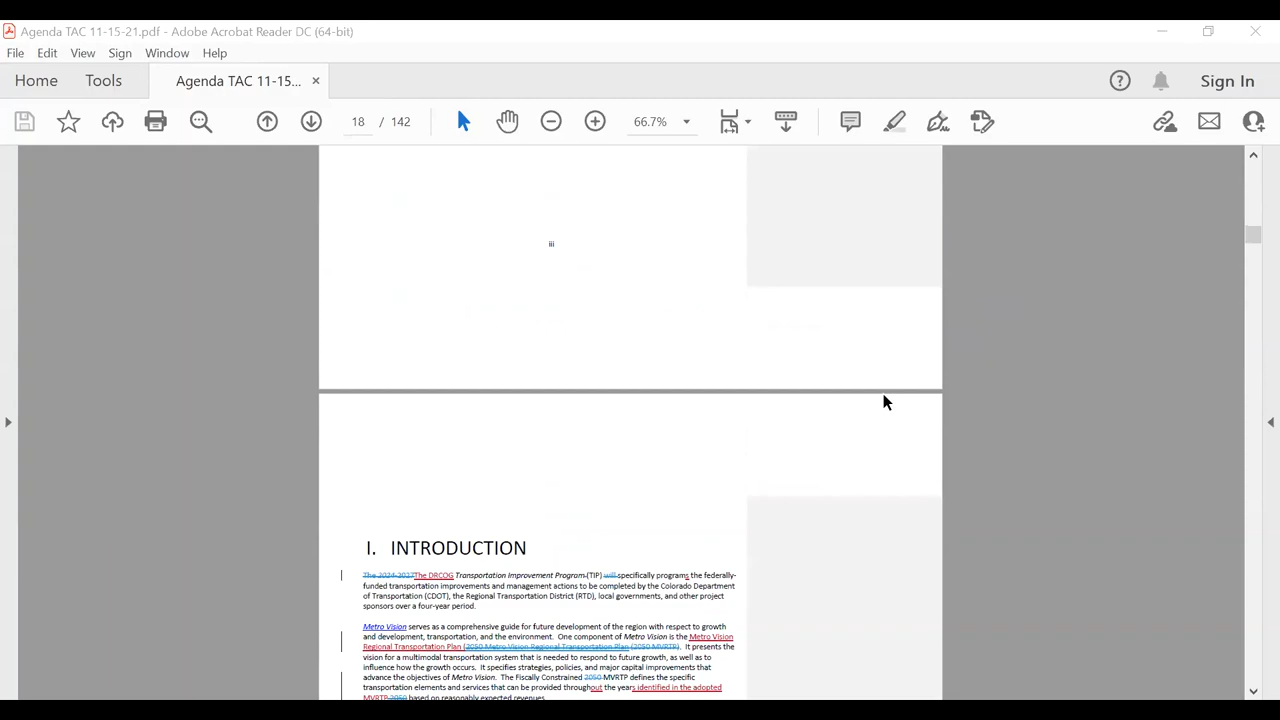 Agenda TAC 11-15-21.pdf - Adobe Acrobat Reader DC (64-bit)
File Edit View Sign Window Help
Home Tools Agenda TAC 11-15... × Sign In
18 / 142 66.7%
iii
I. INTRODUCTION
The 2024-2027The DRCOG Transportation Improvement Program (TIP) will specifically programs the federally-
funded transportation improvements and management actions to be completed by the Colorado Department
of Transportation (CDOT), the Regional Transportation District (RTD), local governments, and other project
sponsors over a four-year period.
Metro Vision serves as a comprehensive guide for future development of the region with respect to growth
and development, transportation, and the environment. One component of Metro Vision is the Metro Vision
Regional Transportation Plan (2050 Metro Vision Regional Transportation Plan (2050 MVRTP). It presents the
vision for a multimodal transportation system that is needed to respond to future growth, as well as to
influence how the growth occurs. It specifies strategies, policies, and major capital improvements that
advance the objectives of Metro Vision. The Fiscally Constrained 2050 MVRTP defines the specific
transportation elements and services that can be provided throughout the years identified in the adopted
MVRTP 2050 based on reasonably expected revenues.